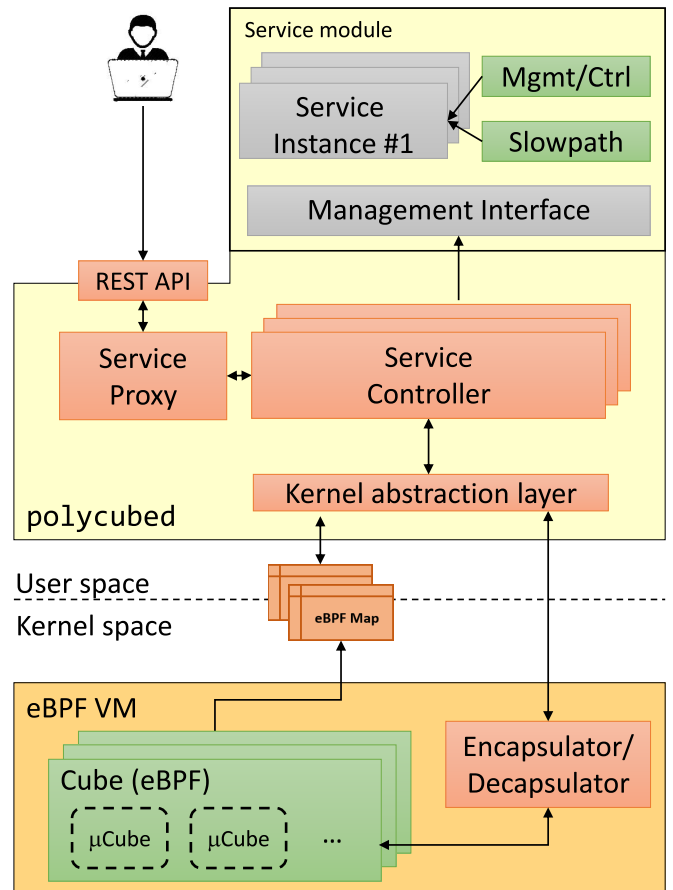 Service module
Mgmt/Ctrl
Service
Instance #1
Slowpath
Management Interface
REST API
Service
Proxy
Service
Controller
Kernel abstraction layer
polycubed
User space
Kernel space
eBPF Map
eBPF VM
Encapsulator/
Decapsulator
Cube (eBPF)
μCube
μCube
...